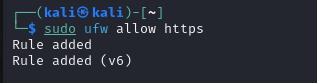 ┌──(kali㉿kali)-[~]
└─$ sudo ufw allow https
Rule added
Rule added (v6)